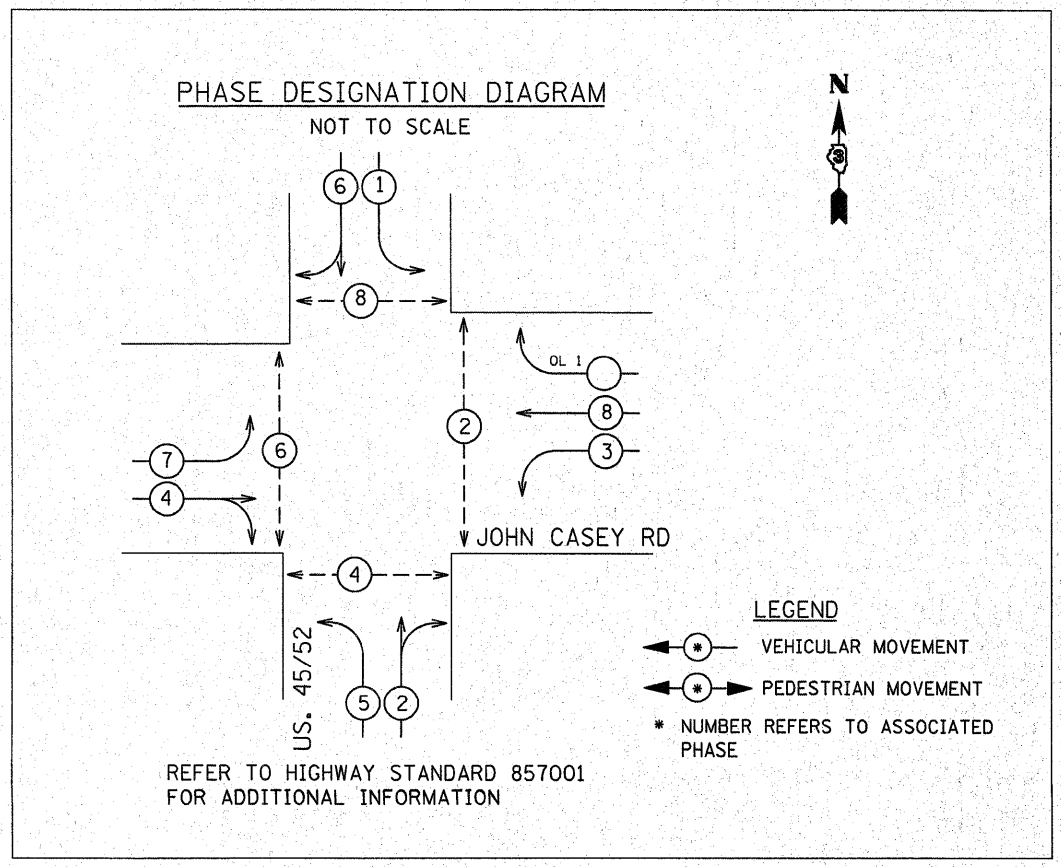 PHASE DESIGNATION DIAGRAM
NOT TO SCALE
N
3
6 1
8
OL 1
8
2
3
7
6
4
JOHN CASEY RD
4
US. 45/52
5 2
LEGEND
* VEHICULAR MOVEMENT
* PEDESTRIAN MOVEMENT
* NUMBER REFERS TO ASSOCIATED
PHASE
REFER TO HIGHWAY STANDARD 857001
FOR ADDITIONAL INFORMATION